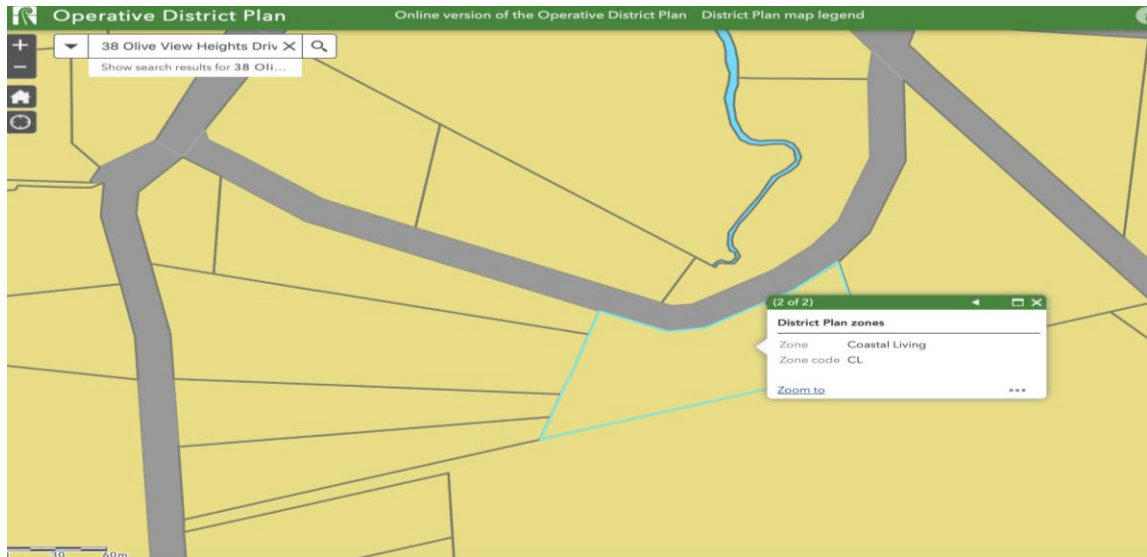 Operative District Plan
Online version of the Operative District Plan District Plan map legend
38 Olive View Heights Driv
Show search results for 38 Oli...
(2 of 2)
District Plan zones
Zone Coastal Living
Zone code CL
Zoom to
30 60m